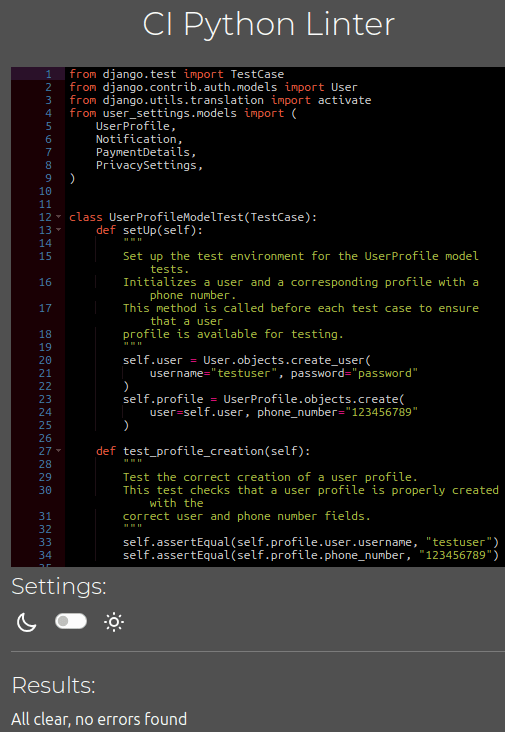 CI Python Linter
1 from django.test import TestCase
2 from django.contrib.auth.models import User
3 from django.utils.translation import activate
4 from user_settings.models import (
5     UserProfile,
6     Notification,
7     PaymentDetails,
8     PrivacySettings,
9 )
10
11
12 class UserProfileModelTest(TestCase):
13     def setUp(self):
14         """
15         Set up the test environment for the UserProfile model
tests.
16         Initializes a user and a corresponding profile with a
phone number.
17         This method is called before each test case to ensure
that a user
18         profile is available for testing.
19         """
20         self.user = User.objects.create_user(
21             username="testuser", password="password"
22         )
23         self.profile = UserProfile.objects.create(
24             user=self.user, phone_number="123456789"
25         )
26
27     def test_profile_creation(self):
28         """
29         Test the correct creation of a user profile.
30         This test checks that a user profile is properly created
with the
31         correct user and phone number fields.
32         """
33         self.assertEqual(self.profile.user.username, "testuser")
34         self.assertEqual(self.profile.phone_number, "123456789")
Settings:
Results:
All clear, no errors found